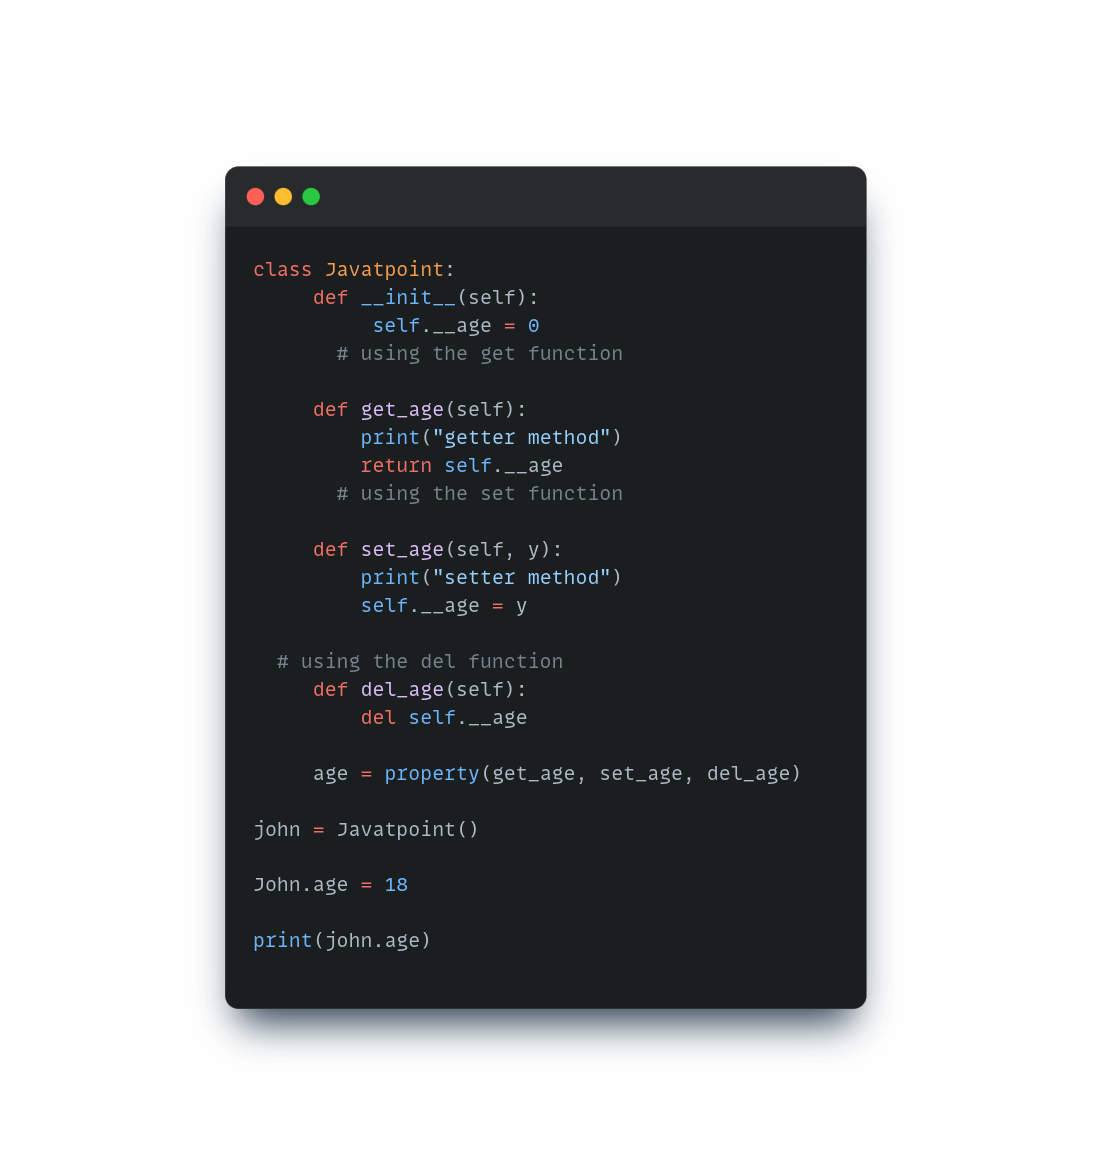 class Javatpoint:
     def __init__(self):
          self.__age = 0
       # using the get function

     def get_age(self):
         print("getter method")
         return self.__age
       # using the set function

     def set_age(self, y):
         print("setter method")
         self.__age = y

  # using the del function
     def del_age(self):
         del self.__age

     age = property(get_age, set_age, del_age)

john = Javatpoint()

John.age = 18

print(john.age)